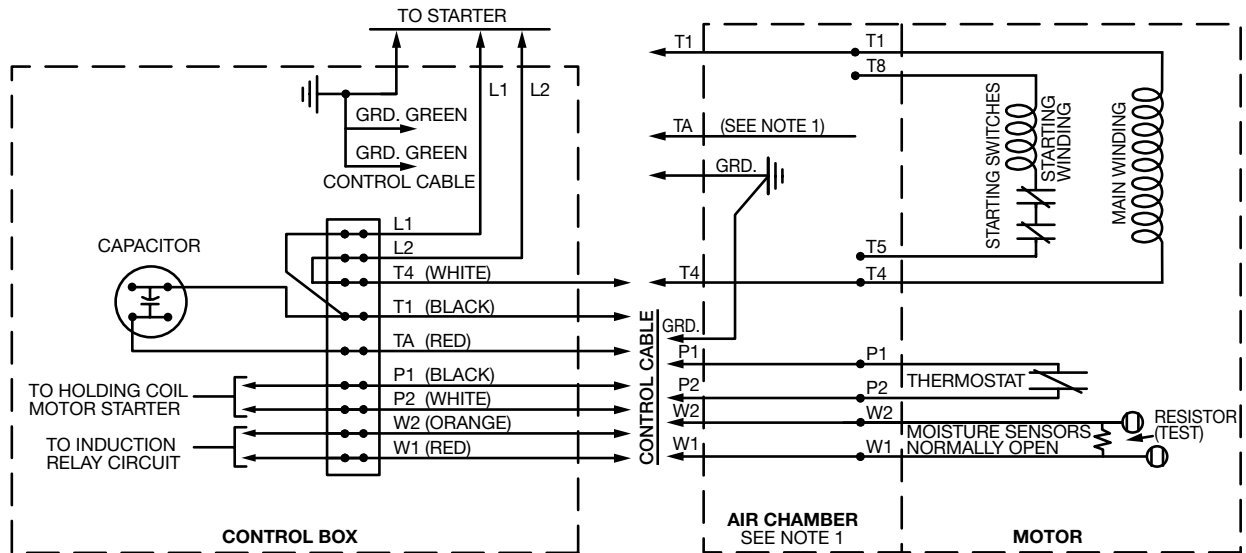 TO STARTER
L1
L2
GRD. GREEN
GRD. GREEN
CONTROL CABLE
CAPACITOR
L1
L2
T4 (WHITE)
T1 (BLACK)
TA (RED)
P1 (BLACK)
P2 (WHITE)
W2 (ORANGE)
W1 (RED)
TO HOLDING COIL
MOTOR STARTER
TO INDUCTION
RELAY CIRCUIT
CONTROL BOX
CONTROL CABLE
T1
TA (SEE NOTE 1)
GRD.
T4
GRD.
P1
P2
W2
W1
AIR CHAMBER
SEE NOTE 1
T1
T8
STARTING SWITCHES
STARTING
WINDING
MAIN WINDING
T5
T4
P1
THERMOSTAT
P2
W2
MOISTURE SENSORS
NORMALLY OPEN
W1
RESISTOR
(TEST)
MOTOR